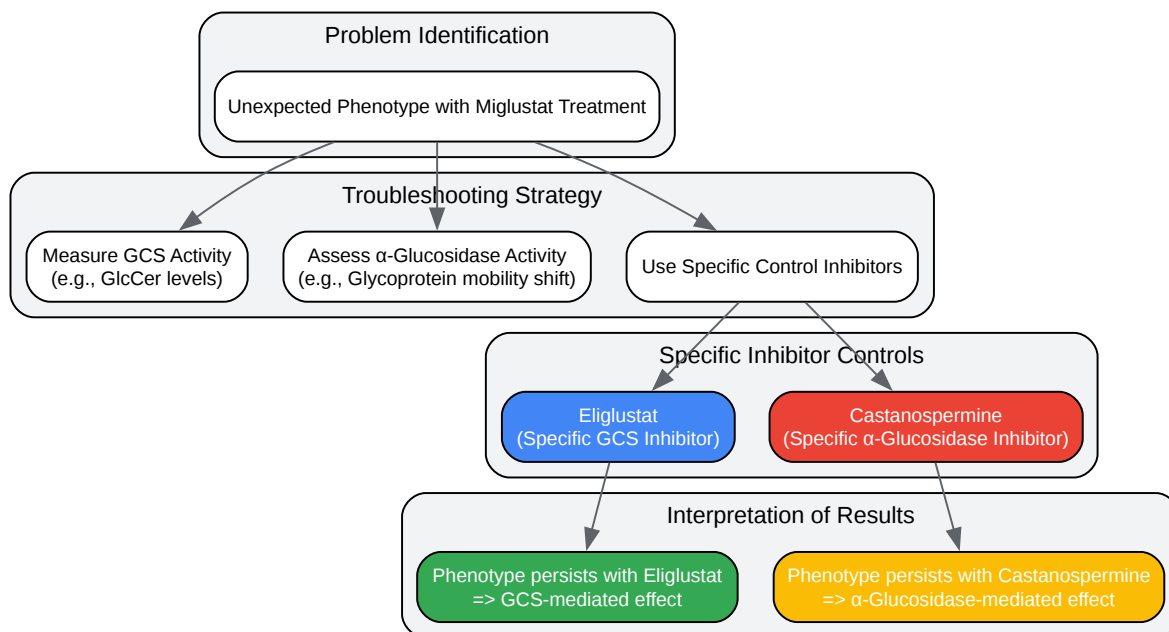 Problem Identification
Unexpected Phenotype with Miglustat Treatment
Troubleshooting Strategy
Measure GCS Activity
(e.g., GlcCer levels)
Assess α-Glucosidase Activity
(e.g., Glycoprotein mobility shift)
Use Specific Control Inhibitors
Specific Inhibitor Controls
Eliglustat
(Specific GCS Inhibitor)
Castanospermine
(Specific α-Glucosidase Inhibitor)
Interpretation of Results
Phenotype persists with Eliglustat
=> GCS-mediated effect
Phenotype persists with Castanospermine
=> α-Glucosidase-mediated effect